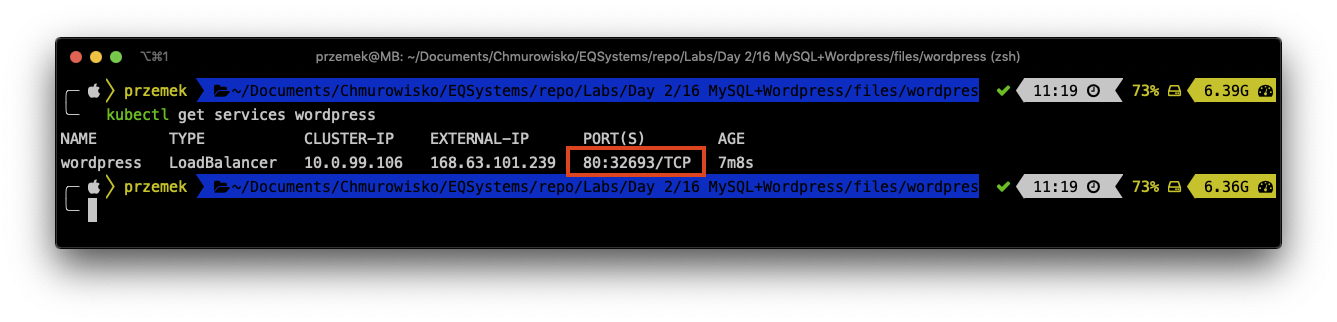 ⌥⌘1 przemek@MB: ~/Documents/Chmurowisko/EQSystems/repo/Labs/Day 2/16 MySQL+Wordpress/files/wordpress (zsh)
przemek ~/Documents/Chmurowisko/EQSystems/repo/Labs/Day 2/16 MySQL+Wordpress/files/wordpres ✔ 11:19 73% 6.39G
kubectl get services wordpress
NAME TYPE CLUSTER-IP EXTERNAL-IP PORT(S) AGE
wordpress LoadBalancer 10.0.99.106 168.63.101.239 80:32693/TCP 7m8s
przemek ~/Documents/Chmurowisko/EQSystems/repo/Labs/Day 2/16 MySQL+Wordpress/files/wordpres ✔ 11:19 73% 6.36G